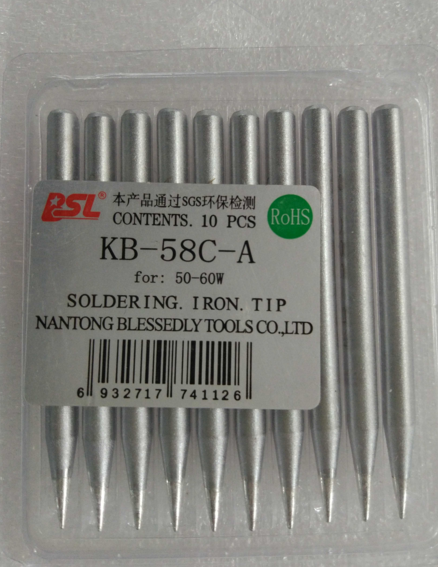 BSL®
本产品通过SGS环保检测
CONTENTS. 10 PCS
RoHS
KB-58C-A
for: 50-60W
SOLDERING. IRON. TIP
NANTONG BLESSEDLY TOOLS CO.,LTD
6 932717 741126